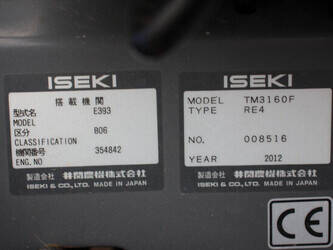 ISEKI
搭載機関
型式名 E393
MODEL
区分 B06
CLASSIFICATION
機関番号 354842
ENG.NO
製造会社 井関農機株式会社
ISEKI & CO., LTD. MADE IN JAPAN
ISEKI
MODEL TM3160F
TYPE RE4
NO. 008516
YEAR 2012
製造会社 井関農機株式会社
ISEKI & CO., LTD. MADE IN JAPAN
CE